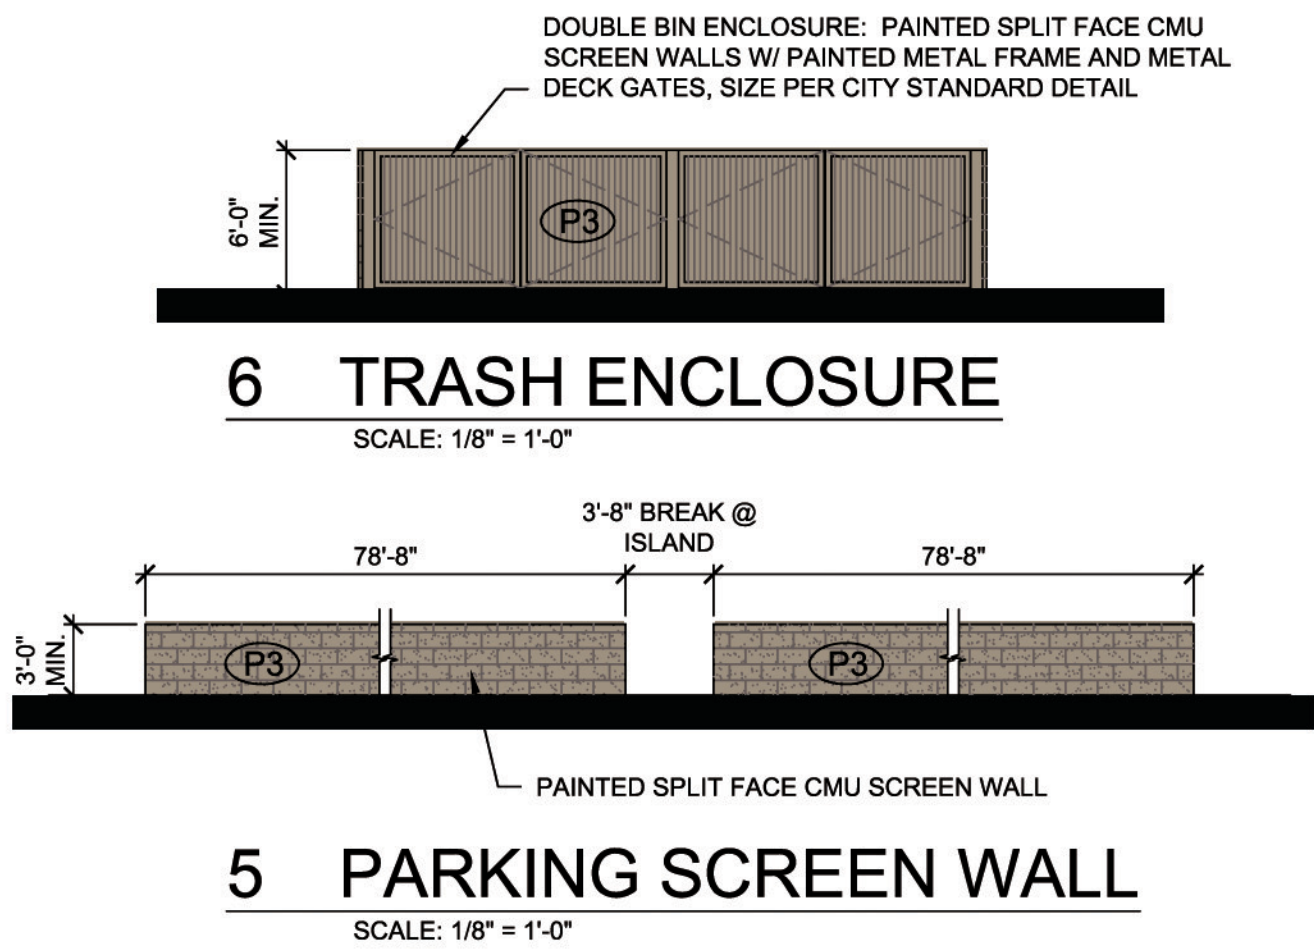 DOUBLE BIN ENCLOSURE: PAINTED SPLIT FACE CMU
SCREEN WALLS W/ PAINTED METAL FRAME AND METAL
DECK GATES, SIZE PER CITY STANDARD DETAIL
6'-0"
MIN.
P3
6 TRASH ENCLOSURE
SCALE: 1/8" = 1'-0"
3'-8" BREAK @
ISLAND
78'-8"
78'-8"
3'-0"
MIN.
P3
P3
PAINTED SPLIT FACE CMU SCREEN WALL
5 PARKING SCREEN WALL
SCALE: 1/8" = 1'-0"